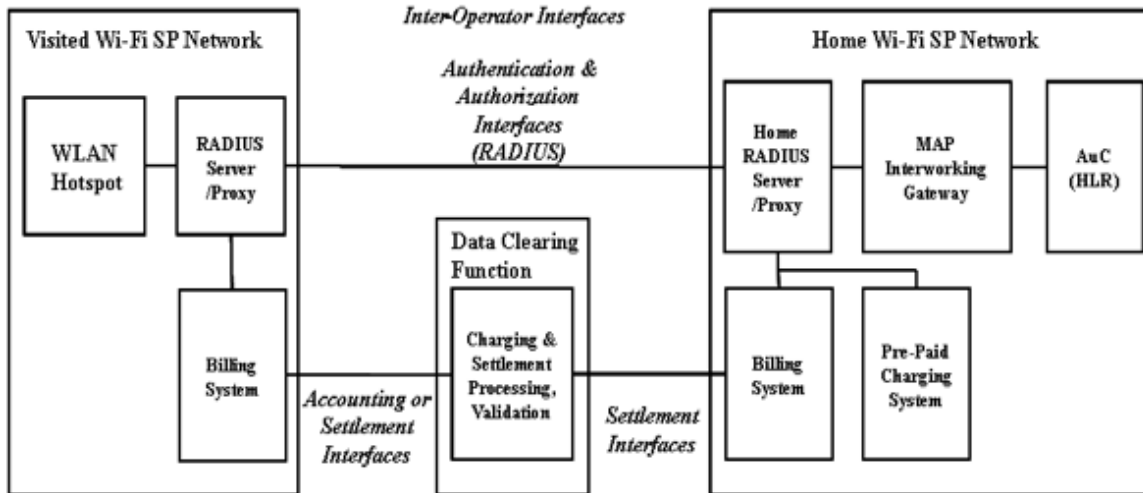 Inter-Operator Interfaces
Visited Wi-Fi SP Network
Home Wi-Fi SP Network
Authentication &
Authorization
Interfaces
(RADIUS)
WLAN
Hotspot
RADIUS
Server
/Proxy
Home
RADIUS
Server
/Proxy
MAP
Interworking
Gateway
AuC
(HLR)
Data Clearing
Function
Billing
System
Charging &
Settlement
Processing,
Validation
Billing
System
Pre-Paid
Charging
System
Accounting or
Settlement
Interfaces
Settlement
Interfaces